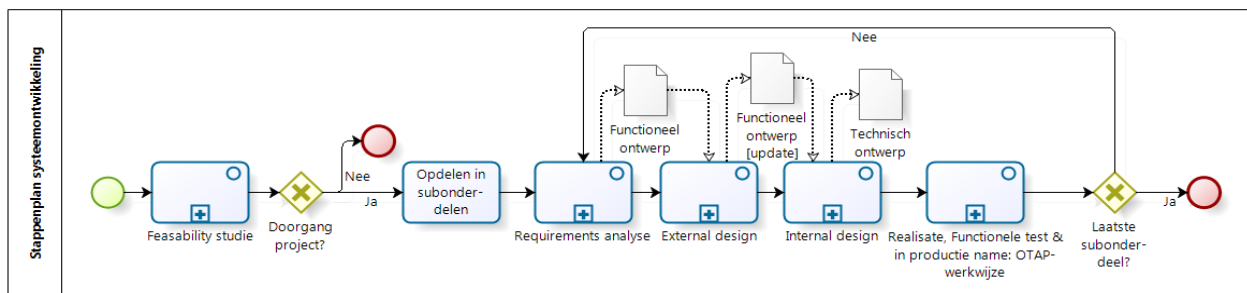 Stappenplan systeemontwikkeling
Feasability studie
Doorgang
project?
Nee
Ja
Opdelen in
subonder-
delen
Requirements analyse
Functioneel
ontwerp
External design
Functioneel
ontwerp
[update]
Internal design
Technisch
ontwerp
Realisate, Functionele test &
in productie name: OTAP-
werkwijze
Nee
Laatste
subonder-
deel?
Ja